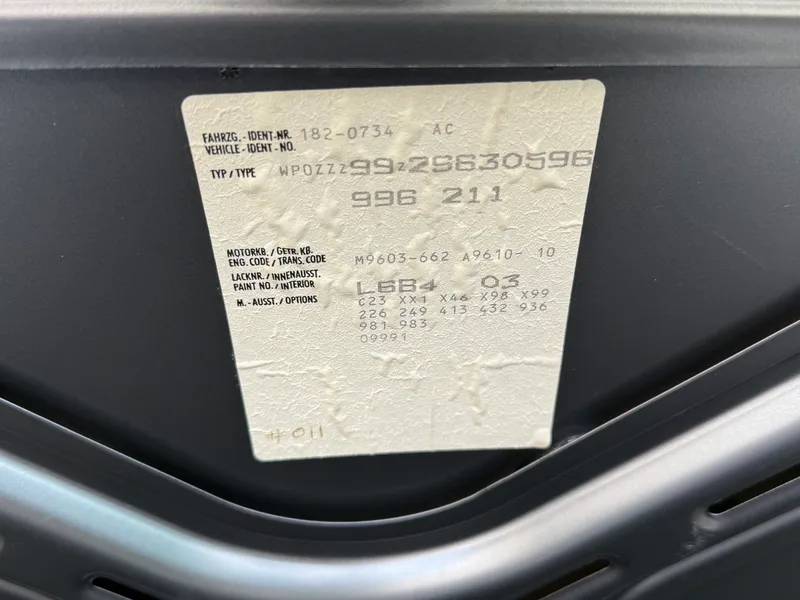 FAHRZG.-IDENT-NR. 182-0734 AC
VEHICLE-IDENT-NO.
TYP/TYPE WP0ZZZ99Z2S630596
996 211
MOTORKB./GETR.KB. M9603-662 A9610- 10
ENG.CODE/TRANS.CODE
LACKNR./INNENAUSST. L6B4 03
PAINT NO./INTERIOR
M.-AUSST./OPTIONS C23 XX1 X46 X98 X99
226 249 413 432 936
981 983
09991
# 011